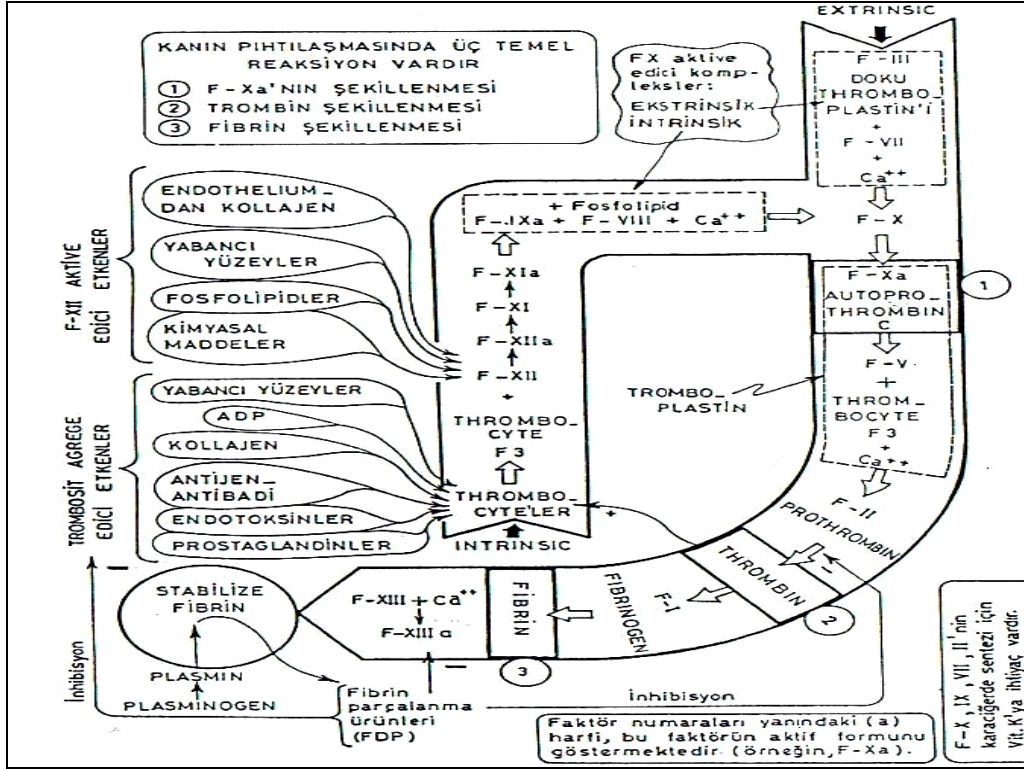 KANIN PIHTILAŞMASINDA ÜÇ TEMEL
REAKSİYON VARDIR
1 F-Xa'NIN ŞEKİLLENMESİ
2 TROMBİN ŞEKİLLENMESİ
3 FİBRİN ŞEKİLLENMESİ
FX aktive
edici komp-
leksler:
EKSTRİNSİK
İNTRİNSİK
EXTRINSIC
F-III
DOKU
THROMBO-
PLASTİN'İ
+
F-VII
+
Ca++
F-X
+ Fosfolipid
F-IXa + F-VIII + Ca++
F-XIa
F-XI
F-XIIa
F-XII
+
THROMBO-
CYTE
F3
THROMBO-
CYTE'LER
INTRINSIC
F-XII AKTİVE
EDİCİ ETKENLER
ENDOTHELIUM-
DAN KOLLAJEN
YABANCI
YÜZEYLER
FOSFOLİPİDLER
KİMYASAL
MADDELER
TROMBOSİT AGREGE
EDİCİ ETKENLER
YABANCI YÜZEYLER
ADP
KOLLAJEN
ANTİJEN-
ANTİBADİ
ENDOTOKSİNLER
PROSTAGLANDİNLER
F-Xa
AUTOPRO-
THROMBIN
C
1
F-V
+
THROM-
BOCYTE
F3
+
Ca++
TROMBO-
PLASTİN
F-II
PROTHROMBIN
THROMBIN
2
+
-
F-I
FİBRİNOGEN
FİBRİN
3
F-XIII + Ca++
F-XIII a
-
STABILIZE
FİBRİN
-
PLASMIN
PLASMINOGEN
İnhibisyon
Fibrin
parçalanma
ürünleri
(FDP)
İnhibisyon
Faktör numaraları yanındaki (a)
harfi, bu faktörün aktif formunu
göstermektedir (örneğin, F-Xa).
F-X, IX, VII, II'nin
karaciğerde sentezi için
Vit.K'ya ihtiyaç vardır.